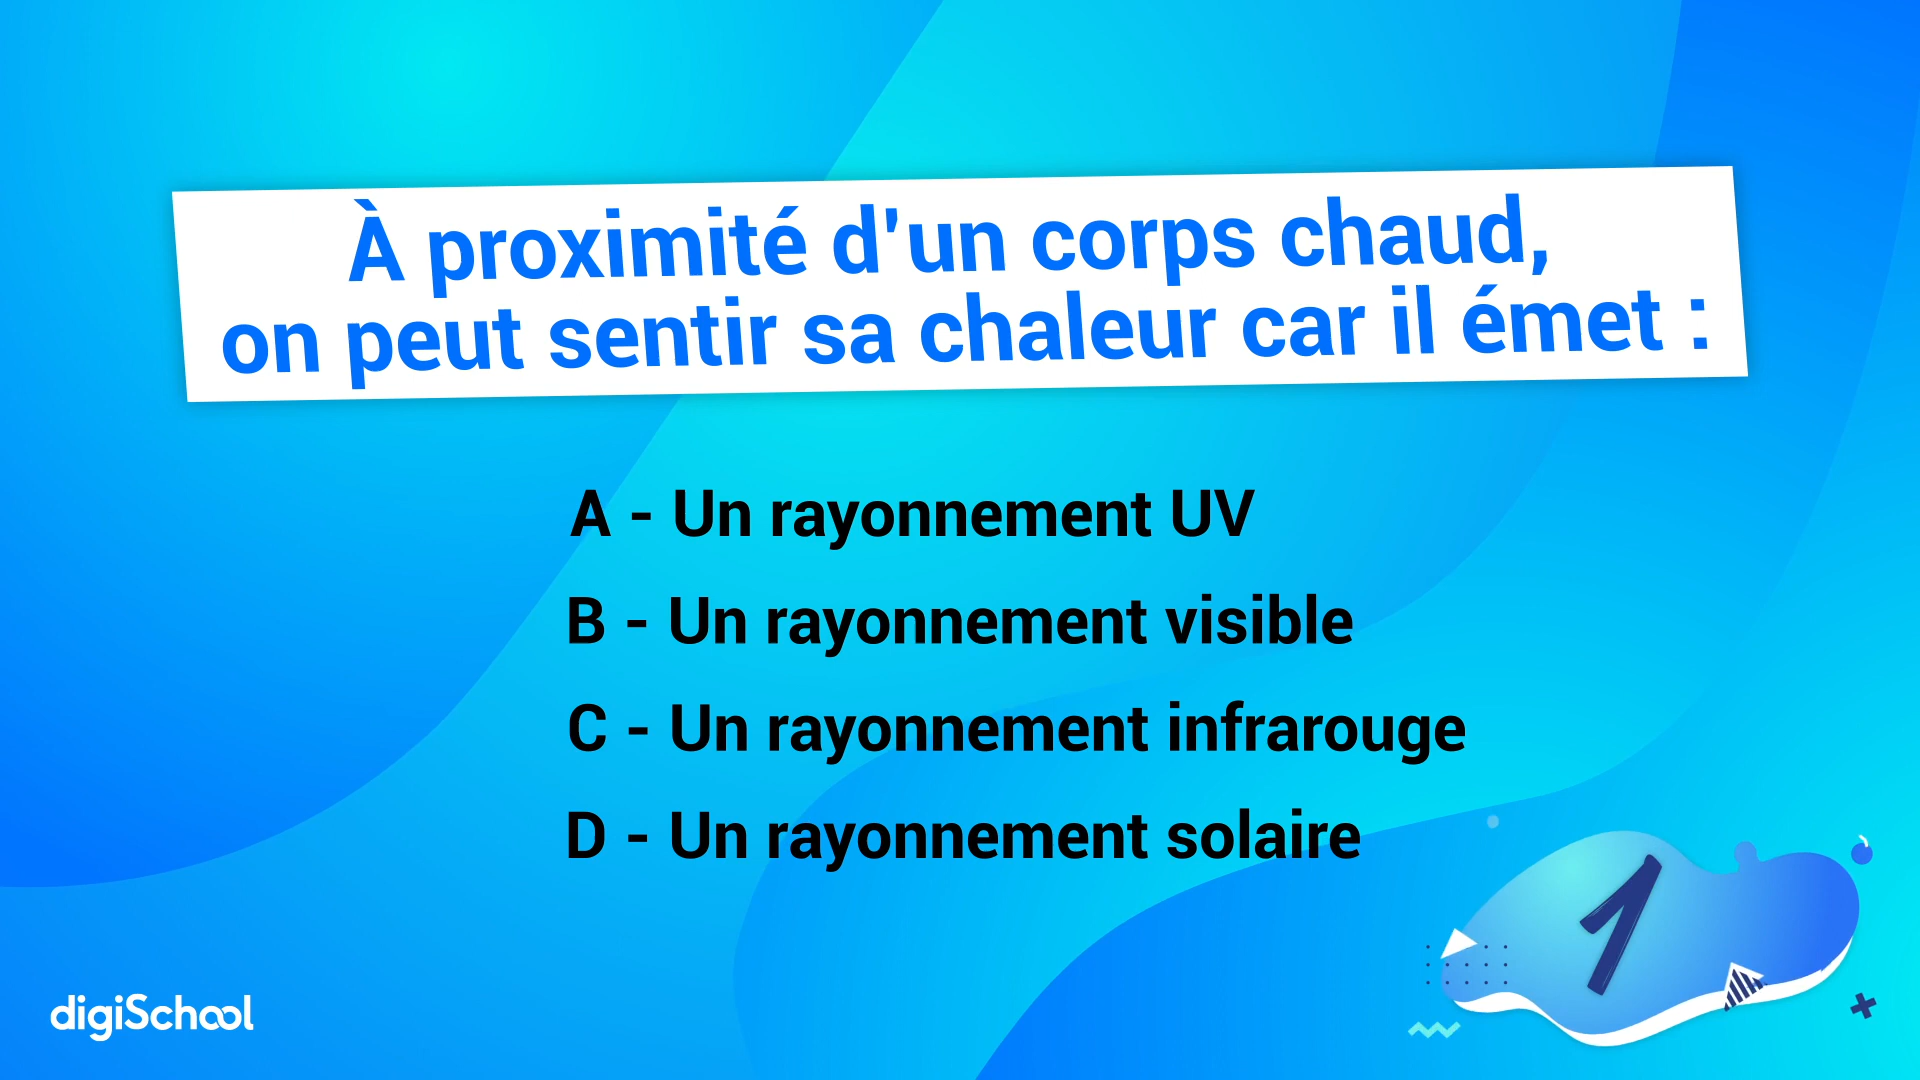 À proximité d'un corps chaud,
on peut sentir sa chaleur car il émet :
A - Un rayonnement UV
B - Un rayonnement visible
C - Un rayonnement infrarouge
D - Un rayonnement solaire
1
digiSchool